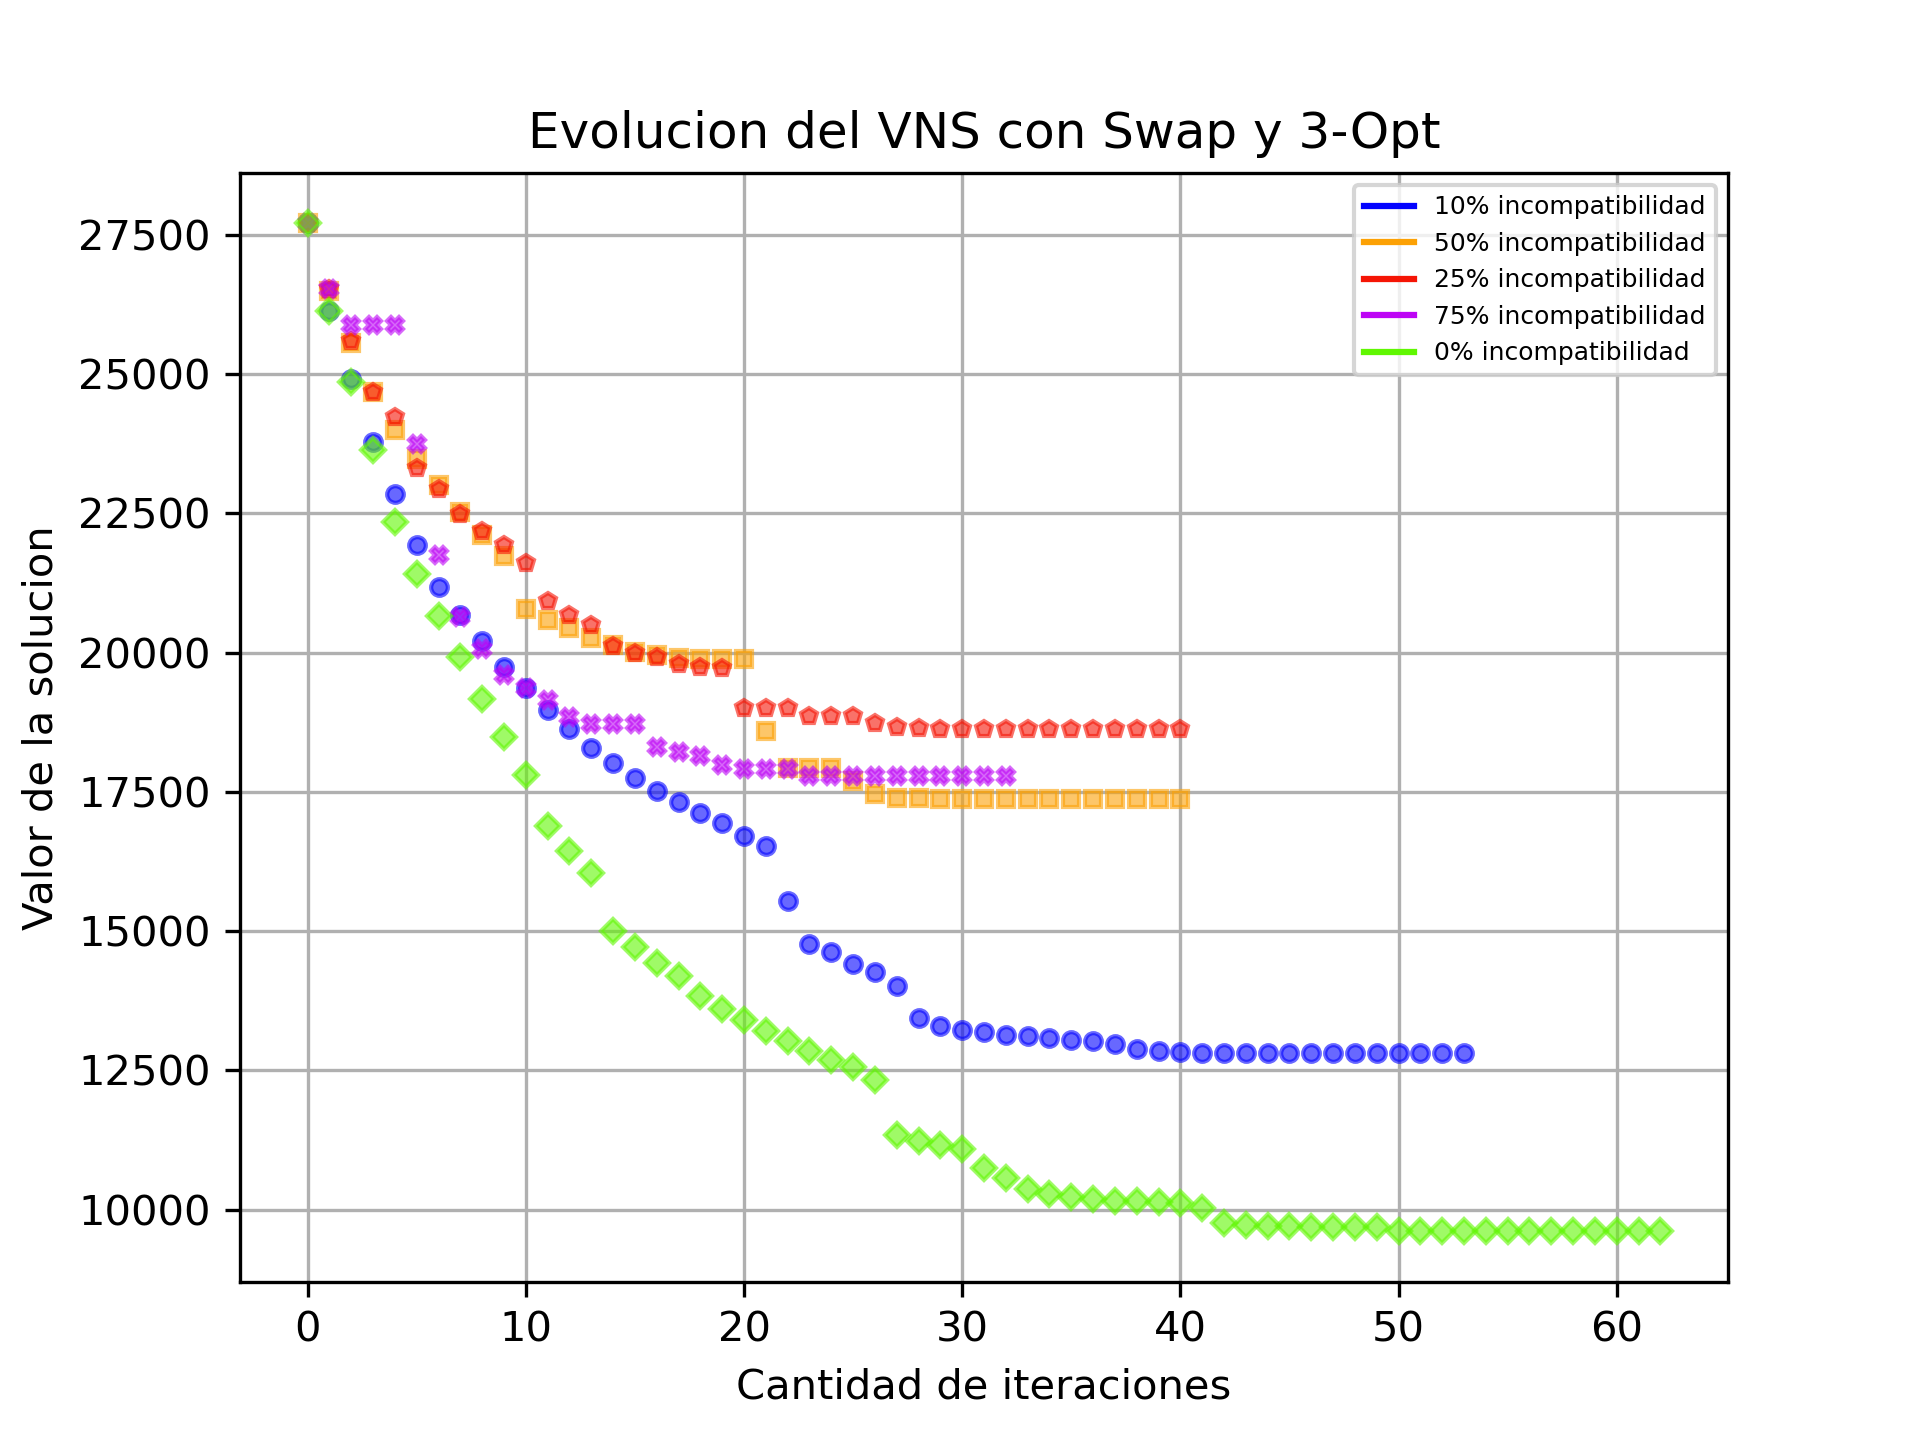 Evolucion del VNS con Swap y 3-Opt
10% incompatibilidad
50% incompatibilidad
25% incompatibilidad
75% incompatibilidad
0% incompatibilidad
Valor de la solucion
27500
25000
22500
20000
17500
15000
12500
10000
0 10 20 30 40 50 60
Cantidad de iteraciones